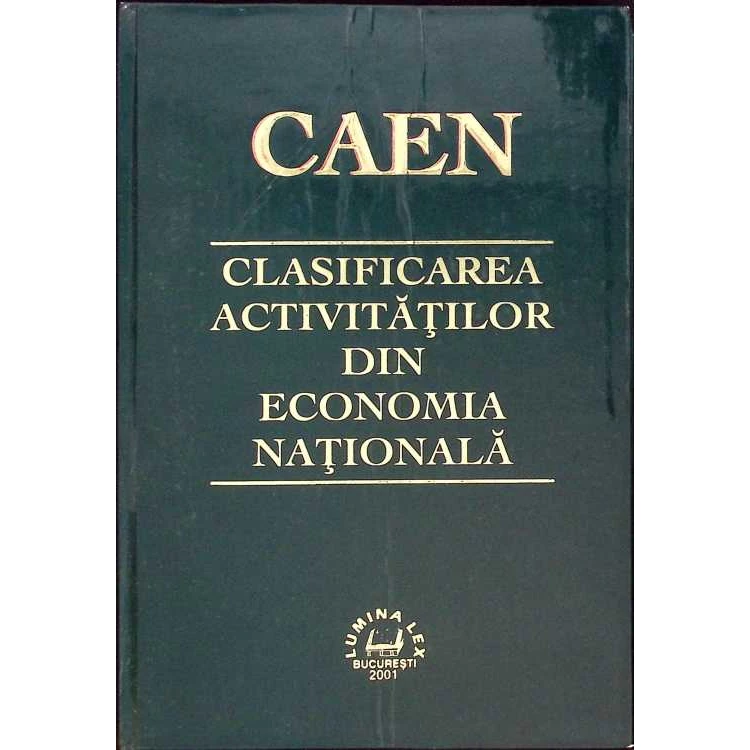 CAEN
CLASIFICAREA
ACTIVITĂŢILOR
DIN
ECONOMIA
NAŢIONALĂ
LUMINA LEX
BUCUREŞTI
2001